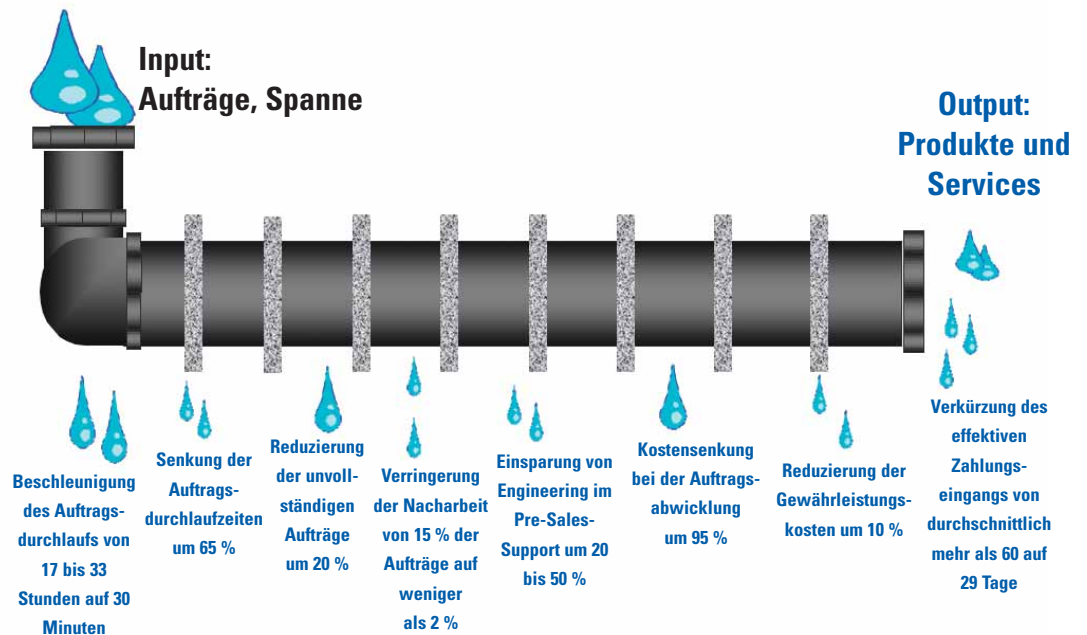 Input:
Aufträge, Spanne
Output:
Produkte und
Services
Beschleunigung
des Auftrags-
durchlaufs von
17 bis 33
Stunden auf 30
Minuten
Senkung der
Auftrags-
durchlaufzeiten
um 65 %
Reduzierung
der unvoll-
ständigen
Aufträge
um 20 %
Verringerung
der Nacharbeit
von 15 % der
Aufträge auf
weniger
als 2 %
Einsparung von
Engineering im
Pre-Sales-
Support um 20
bis 50 %
Kostensenkung
bei der Auftrags-
abwicklung
um 95 %
Reduzierung der
Gewährleistungs-
kosten um 10 %
Verkürzung des
effektiven
Zahlungs-
eingangs von
durchschnittlich
mehr als 60 auf
29 Tage